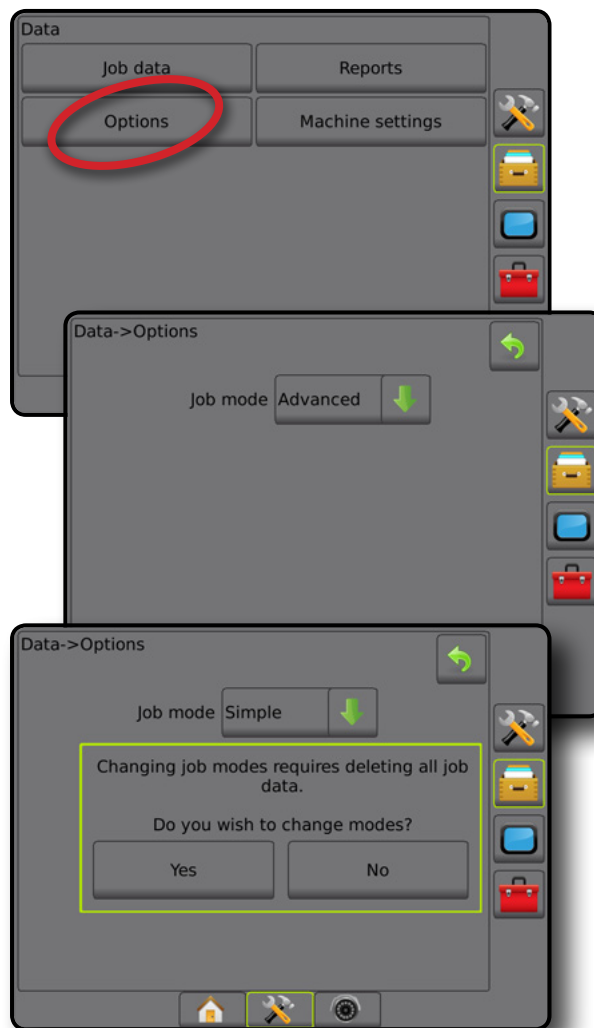 Data
Job data Reports
Options Machine settings
Data->Options
Job mode Advanced
Data->Options
Job mode Simple
Changing job modes requires deleting all job
data.
Do you wish to change modes?
Yes No